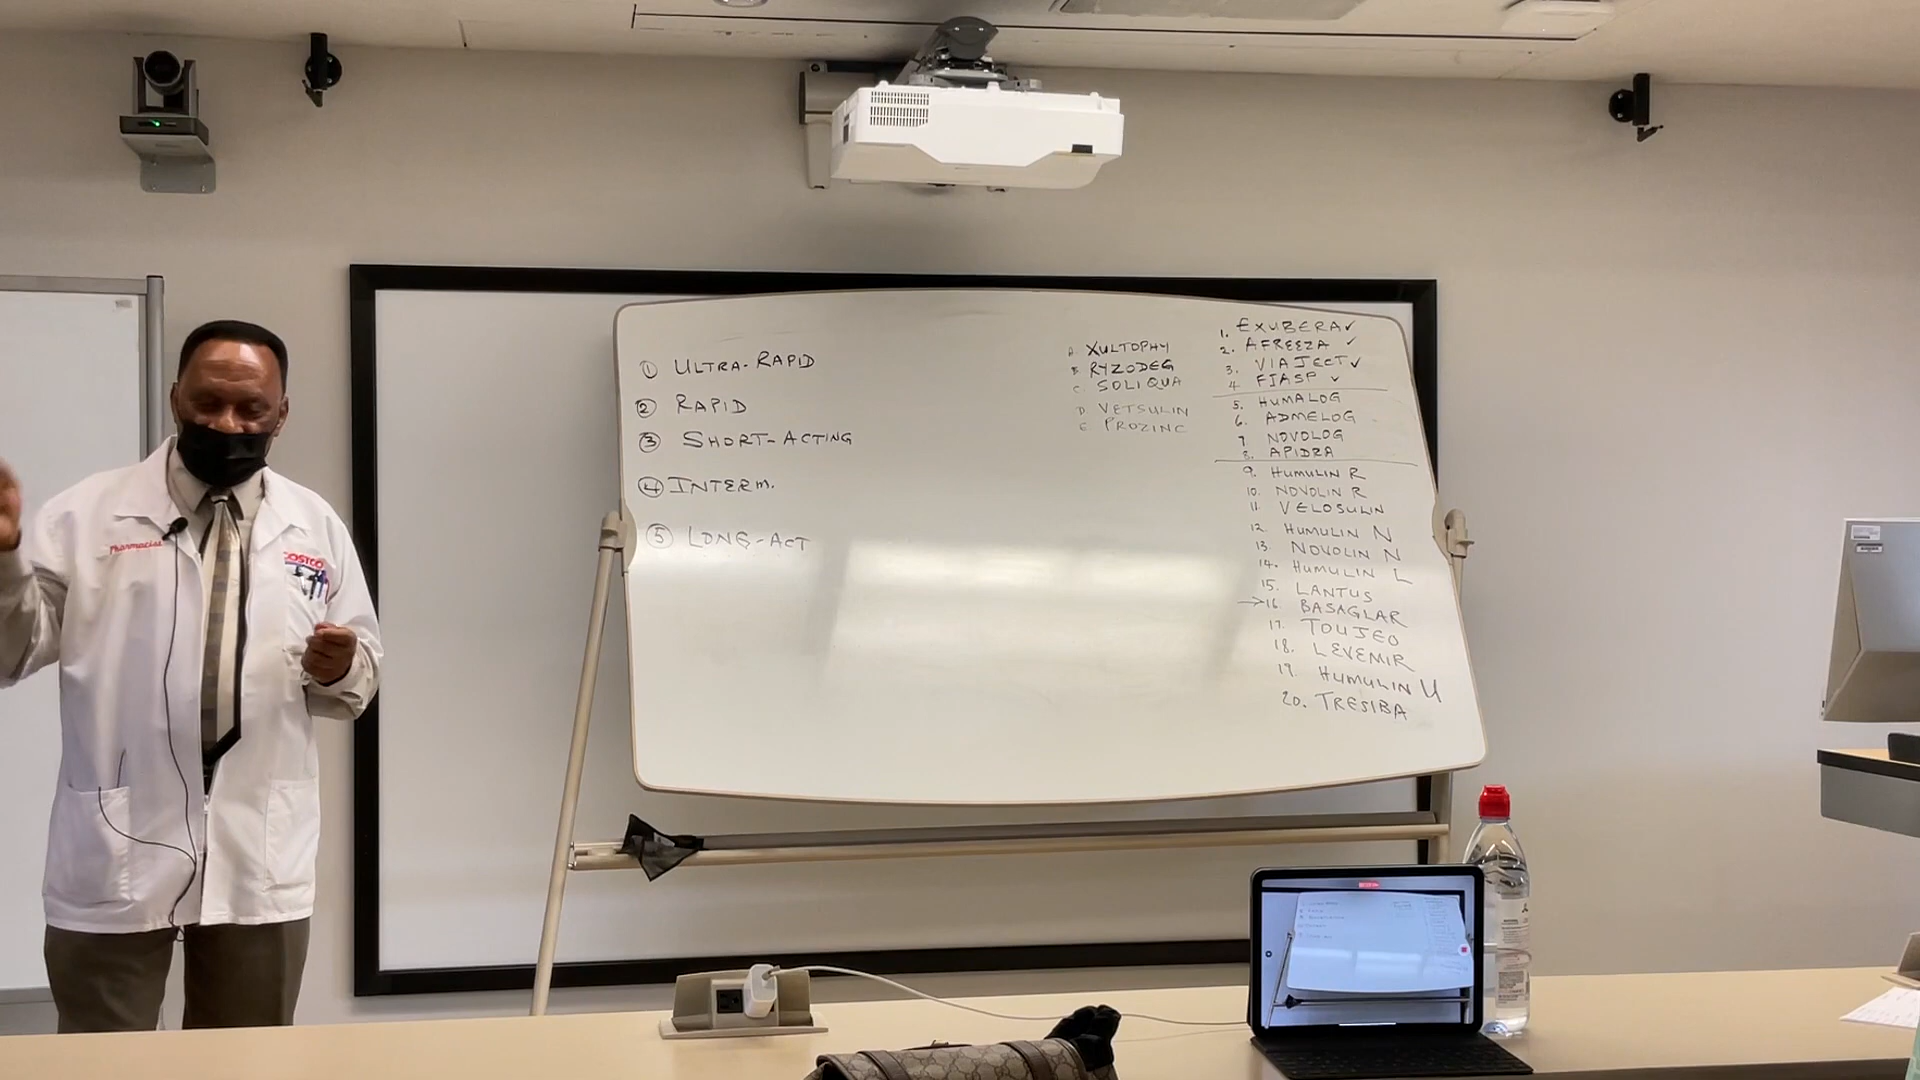 ① ULTRA-RAPID
② RAPID
③ SHORT-ACTING
④ INTERM.
⑤ LONG-ACT
A. XULTOPHY
B RYZODEG
C SOLIQUA
D. VETSULIN
E PROZINC
1. EXUBERA ✓
2. AFREEZA ✓
3. VIAJECT ✓
4 FIASP ✓
5. HUMALOG
6. ADMELOG
7 NOVOLOG
8. APIDRA
9. HUMULIN R
10. NOVOLIN R
11 VELOSULIN
12. HUMULIN N
13. NOVOLIN N
14. HUMULIN L
15. LANTUS
→16. BASAGLAR
17. TOUJEO
18. LEVEMIR
19. HUMULIN U
20. TRESIBA
Pharmacist
COSTCO